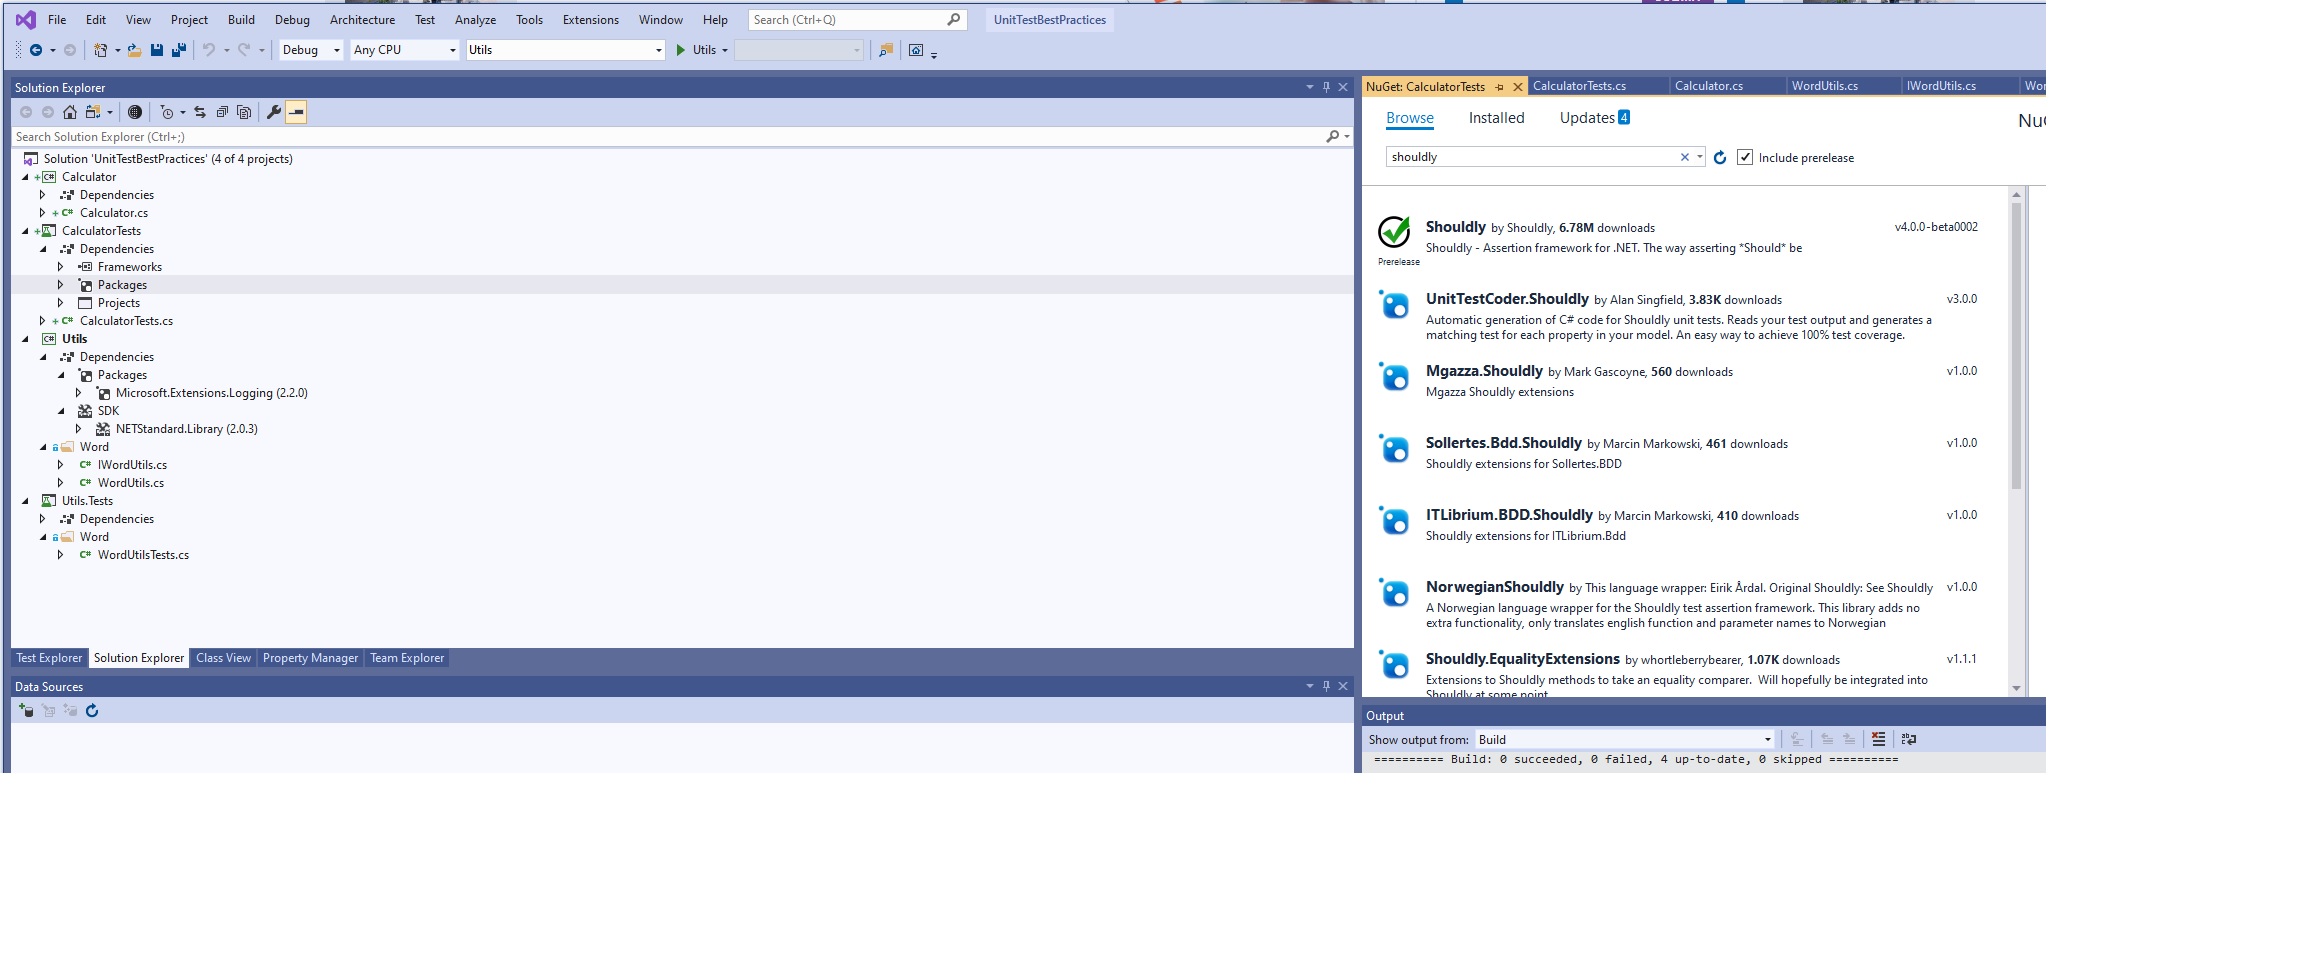 File Edit View Project Build Debug Architecture Test Analyze Tools Extensions Window Help Search (Ctrl+Q) UnitTestBestPractices
Debug Any CPU Utils Utils
Solution Explorer
Search Solution Explorer (Ctrl+;)
Solution 'UnitTestBestPractices' (4 of 4 projects)
C# Calculator
Dependencies
C# Calculator.cs
CalculatorTests
Dependencies
Frameworks
Packages
Projects
C# CalculatorTests.cs
C# Utils
Dependencies
Packages
Microsoft.Extensions.Logging (2.2.0)
SDK
NETStandard.Library (2.0.3)
Word
C# IWordUtils.cs
C# WordUtils.cs
Utils.Tests
Dependencies
Word
C# WordUtilsTests.cs
Test Explorer Solution Explorer Class View Property Manager Team Explorer
Data Sources
NuGet: CalculatorTests CalculatorTests.cs Calculator.cs WordUtils.cs IWordUtils.cs Wor
Browse Installed Updates 4
Nu
shouldly Include prerelease
Shouldly by Shouldly, 6.78M downloads v4.0.0-beta0002
Shouldly - Assertion framework for .NET. The way asserting *Should* be
Prerelease
UnitTestCoder.Shouldly by Alan Singfield, 3.83K downloads v3.0.0
Automatic generation of C# code for Shouldly unit tests. Reads your test output and generates a
matching test for each property in your model. An easy way to achieve 100% test coverage.
Mgazza.Shouldly by Mark Gascoyne, 560 downloads v1.0.0
Mgazza Shouldly extensions
Sollertes.Bdd.Shouldly by Marcin Markowski, 461 downloads v1.0.0
Shouldly extensions for Sollertes.BDD
ITLibrium.BDD.Shouldly by Marcin Markowski, 410 downloads v1.0.0
Shouldly extensions for ITLibrium.Bdd
NorwegianShouldly by This language wrapper: Eirik Årdal. Original Shouldly: See Shouldly v1.0.0
A Norwegian language wrapper for the Shouldly test assertion framework. This library adds no
extra functionality, only translates english function and parameter names to Norwegian
Shouldly.EqualityExtensions by whortleberrybearer, 1.07K downloads v1.1.1
Extensions to Shouldly methods to take an equality comparer. Will hopefully be integrated into
Shouldly at some point
Output
Show output from: Build
========== Build: 0 succeeded, 0 failed, 4 up-to-date, 0 skipped ==========